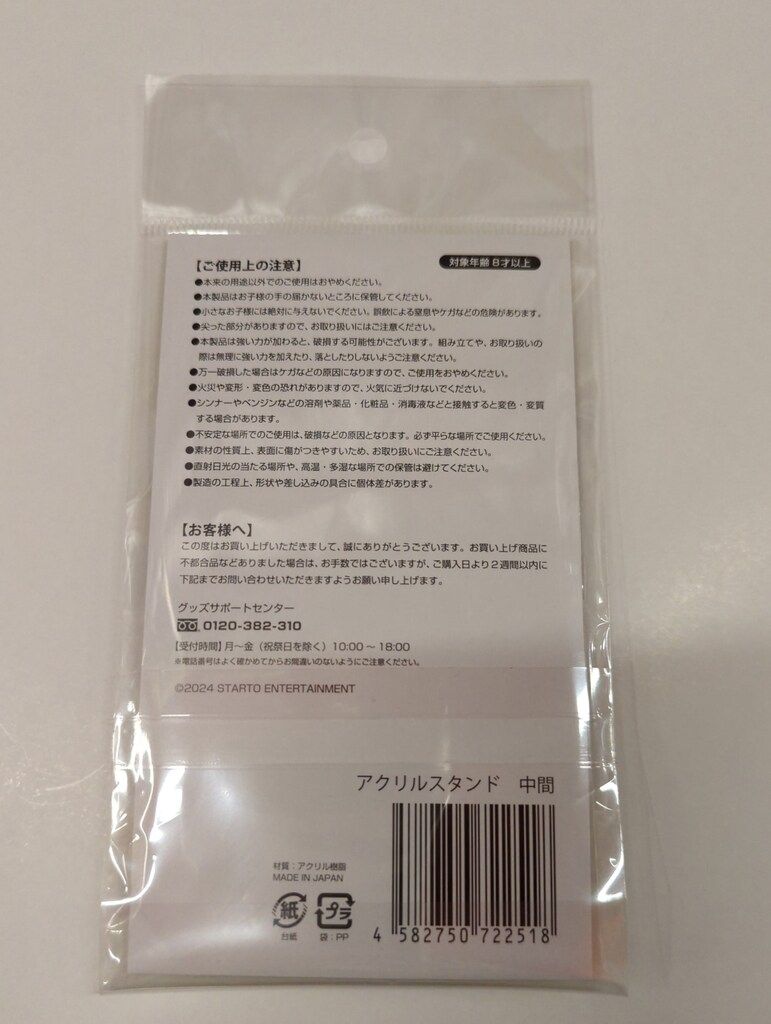 【ご使用上の注意】
対象年齢 8才以上
●本来の用途以外でのご使用はおやめください。
●本製品はお子様の手の届かないところに保管してください。
●小さなお子様には絶対に与えないでください。誤飲による窒息やケガなどの危険があります。
●尖った部分がありますので、お取り扱いにはご注意ください。
●本製品は強い力が加わると、破損する可能性がございます。組み立てや、お取り扱いの
際は無理に強い力を加えたり、落としたりしないようご注意ください。
●万一破損した場合はケガなどの原因になりますので、ご使用をおやめください。
●火災や変形・変色の恐れがありますので、火気に近づけないでください。
●シンナーやベンジンなどの溶剤や薬品・化粧品・消毒液などと接触すると変色・変質
する場合があります。
●不安定な場所でのご使用は、破損などの原因となります。必ず平らな場所でご使用ください。
●素材の性質上、表面に傷がつきやすいため、お取り扱いにご注意ください。
●直射日光の当たる場所や、高温・多湿な場所での保管は避けてください。
●製造の工程上、形状や差し込みの具合に個体差があります。
【お客様へ】
この度はお買い上げいただきまして、誠にありがとうございます。お買い上げ商品に
不都合品などありました場合は、お手数ではございますが、ご購入日より2週間以内に
下記までお問い合わせいただきますようお願い申し上げます。
グッズサポートセンター
0120-382-310
【受付時間】月〜金（祝祭日を除く）10:00〜18:00
※電話番号はよく確かめてからお間違いのないようにご注意ください。
©2024 STARTO ENTERTAINMENT
アクリルスタンド　中間
材質：アクリル樹脂
MADE IN JAPAN
紙 プラ
台紙 袋：PP
4 582750 722518